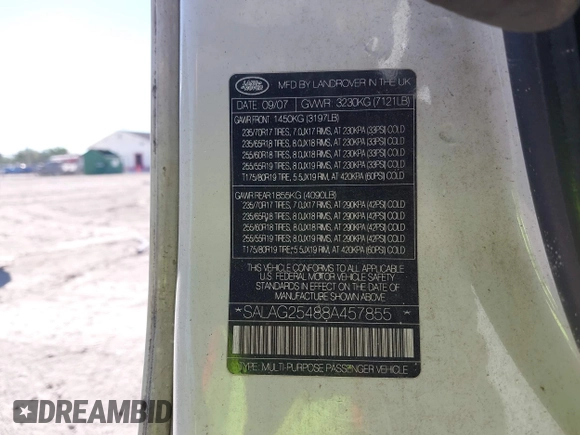 LAND ROVER
MFD BY LANDROVER IN THE UK
DATE 09/07 GVWR 3230KG (7121LB)
GAWR FRONT 1450KG (3197LB)
235/70R17 TIRES, 7.0JX17 RIMS, AT 230KPA (33PSI) COLD
235/65R18 TIRES, 8.0JX18 RIMS, AT 230KPA (33PSI) COLD
255/60R18 TIRES, 8.0JX18 RIMS, AT 230KPA (33PSI) COLD
255/55R19 TIRES, 8.0JX19 RIMS, AT 230KPA (33PSI) COLD
T175/80R19 TIRE, 5.5JX19 RIM, AT 420KPA (60PSI) COLD
GAWR REAR 1855KG (4090LB)
235/70R17 TIRES, 7.0JX17 RIMS, AT 290KPA (42PSI) COLD
235/65R18 TIRES, 8.0JX18 RIMS, AT 290KPA (42PSI) COLD
255/60R18 TIRES, 8.0JX18 RIMS, AT 290KPA (42PSI) COLD
255/55R19 TIRES, 8.0JX19 RIMS, AT 290KPA (42PSI) COLD
T175/80R19 TIRE, 5.5JX19 RIM, AT 420KPA (60PSI) COLD
THIS VEHICLE CONFORMS TO ALL APPLICABLE
U.S. FEDERAL MOTOR VEHICLE SAFETY
STANDARDS IN EFFECT ON THE DATE OF
MANUFACTURE SHOWN ABOVE.
* SALAG25488A457855 *
TYPE: MULTI-PURPOSE PASSENGER VEHICLE
DREAMBID